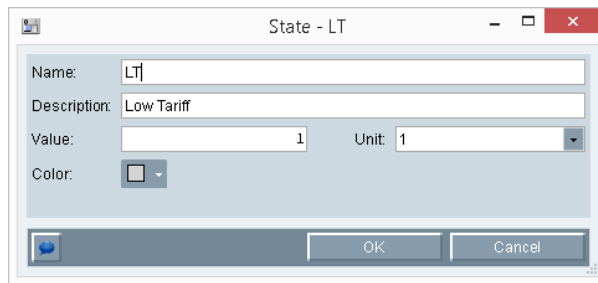 State - LT
Name: LT
Description: Low Tariff
Value: 1 Unit: 1
Color:
OK Cancel